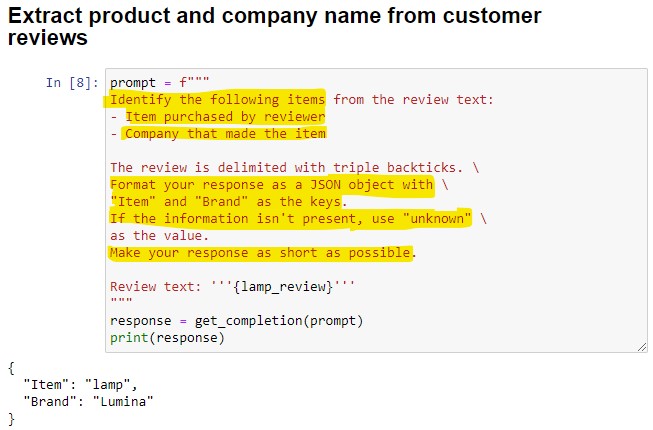 Extract product and company name from customer
reviews
In [8]: prompt = f"""
Identify the following items from the review text:
- Item purchased by reviewer
- Company that made the item
The review is delimited with triple backticks. \
Format your response as a JSON object with \
"Item" and "Brand" as the keys.
If the information isn't present, use "unknown" \
as the value.
Make your response as short as possible.
Review text: '''{lamp_review}'''
"""
response = get_completion(prompt)
print(response)
{
"Item": "lamp",
"Brand": "Lumina"
}